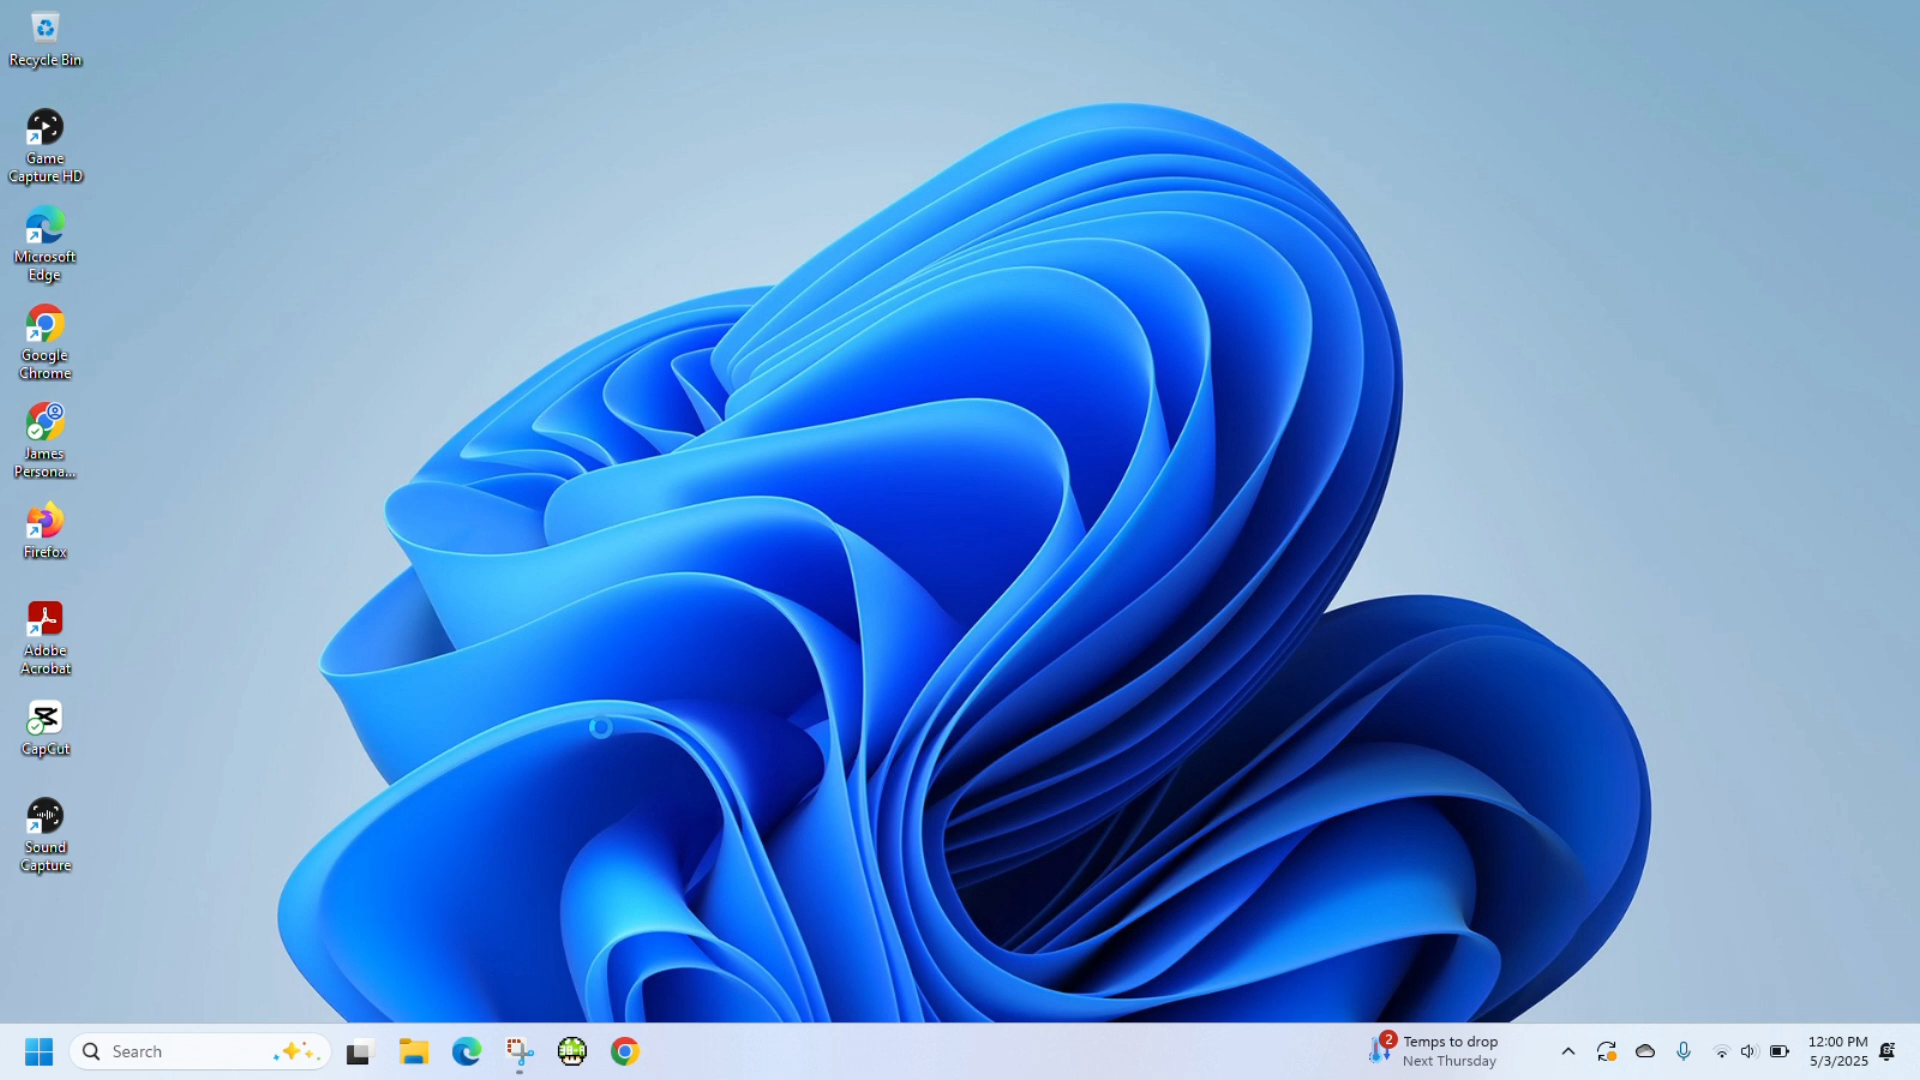 Recycle Bin
Game
Capture HD
Microsoft
Edge
Google
Chrome
James
Persona...
Firefox
Adobe
Acrobat
CapCut
Sound
Capture
Search
2
Temps to drop
Next Thursday
12:00 PM
5/3/2025